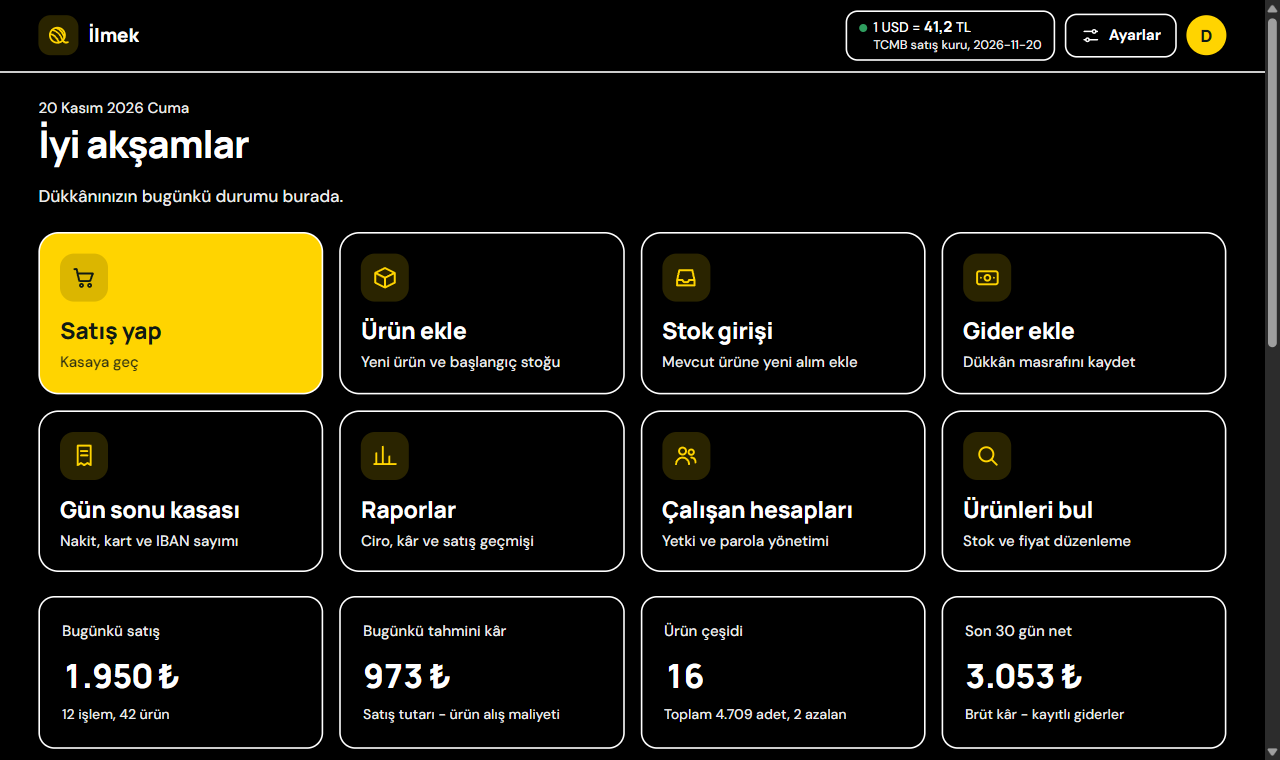 İlmek
1 USD = 41,2 TL
TCMB satış kuru, 2026-11-20
Ayarlar
D
20 Kasım 2026 Cuma
İyi akşamlar
Dükkânınızın bugünkü durumu burada.
Satış yap
Kasaya geç
Ürün ekle
Yeni ürün ve başlangıç stoğu
Stok girişi
Mevcut ürüne yeni alım ekle
Gider ekle
Dükkân masrafını kaydet
Gün sonu kasası
Nakit, kart ve IBAN sayımı
Raporlar
Ciro, kâr ve satış geçmişi
Çalışan hesapları
Yetki ve parola yönetimi
Ürünleri bul
Stok ve fiyat düzenleme
Bugünkü satış
1.950 ₺
12 işlem, 42 ürün
Bugünkü tahmini kâr
973 ₺
Satış tutarı - ürün alış maliyeti
Ürün çeşidi
16
Toplam 4.709 adet, 2 azalan
Son 30 gün net
3.053 ₺
Brüt kâr - kayıtlı giderler